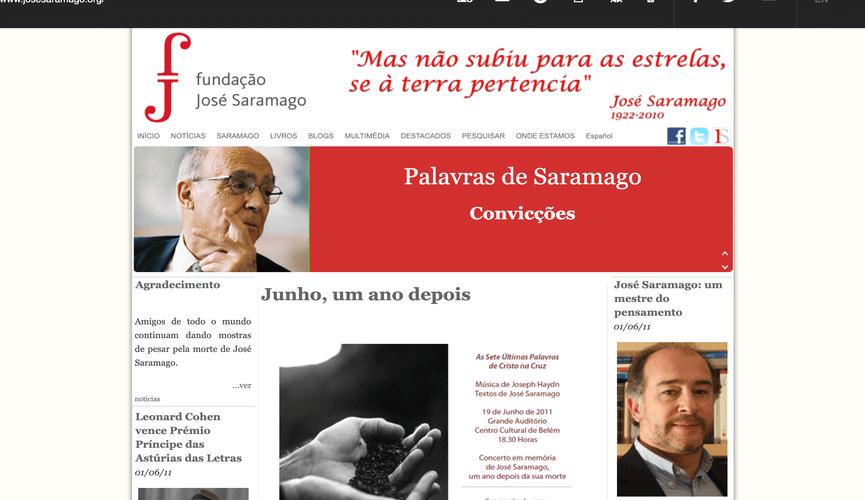 www.josesaramago.org/
EN
fundação
José Saramago
"Mas não subiu para as estrelas,
se à terra pertencia"
José Saramago
1922-2010
INÍCIO NOTÍCIAS SARAMAGO LIVROS BLOGS MULTIMÉDIA DESTACADOS PESQUISAR ONDE ESTAMOS Español
Palavras de Saramago
Convicções
Agradecimento
Amigos de todo o mundo
continuam dando mostras
de pesar pela morte de José
Saramago.
...ver
noticias
Leonard Cohen
vence Prémio
Príncipe das
Astúrias das Letras
01/06/11
Junho, um ano depois
As Sete Últimas Palavras
de Cristo na Cruz
Música de Joseph Haydn
Textos de José Saramago
19 de Junho de 2011
Grande Auditório
Centro Cultural de Belém
18.30 Horas
Concerto em memória
de José Saramago,
um ano depois da sua morte
José Saramago: um
mestre do
pensamento
01/06/11